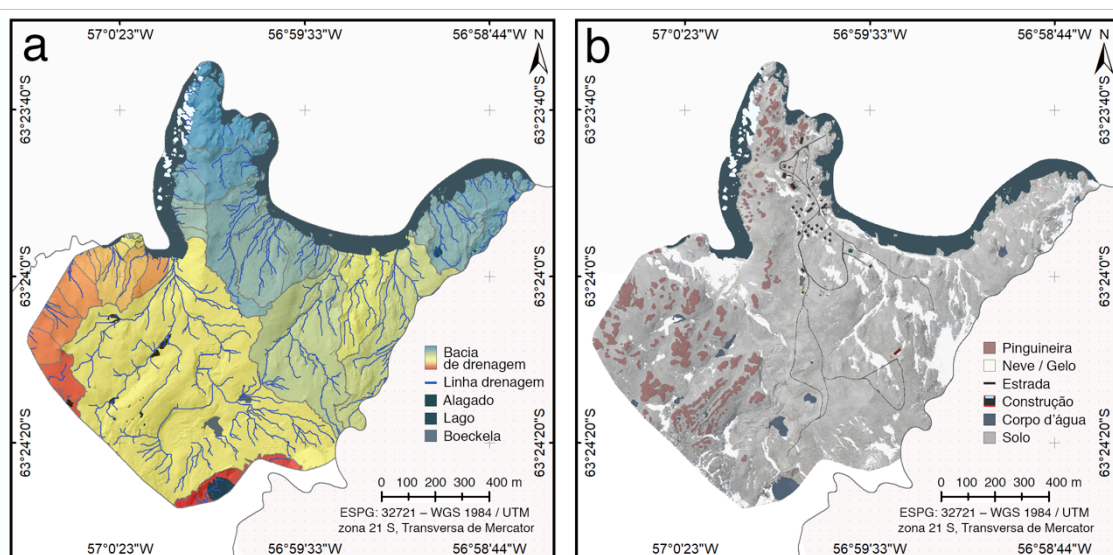 a
57°0'23"W
56°59'33"W
56°58'44"W
N
63°23'40"S
63°23'40"S
63°24'0"S
63°24'0"S
63°24'20"S
63°24'20"S
Bacia
de drenagem
Linha drenagem
Alagado
Lago
Boeckela
0 100 200 400 m
ESPG: 32721 – WGS 1984 / UTM
zona 21 S, Transversa de Mercator
57°0'23"W
56°59'33"W
56°58'44"W
b
57°0'23"W
56°59'33"W
56°58'44"W
N
63°23'40"S
63°23'40"S
63°24'0"S
63°24'0"S
63°24'20"S
63°24'20"S
Pinguineira
Neve / Gelo
Estrada
Construção
Corpo d'água
Solo
0 100 200 400 m
ESPG: 32721 – WGS 1984 / UTM
zona 21 S, Transversa de Mercator
57°0'23"W
56°59'33"W
56°58'44"W